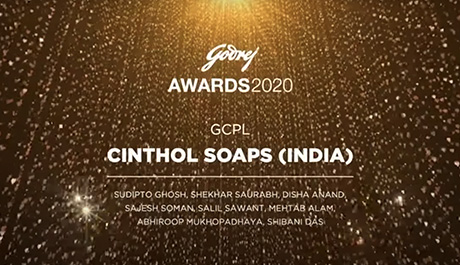 Godrej
AWARDS2020
GCPL
CINTHOL SOAPS (INDIA)
SUDIPTO GHOSH, SHEKHAR SAURABH, DISHA ANAND,
SAJESH SOMAN, SALIL SAWANT, MEHTAB ALAM,
ABHIROOP MUKHOPADHAYA, SHIBANI DAS